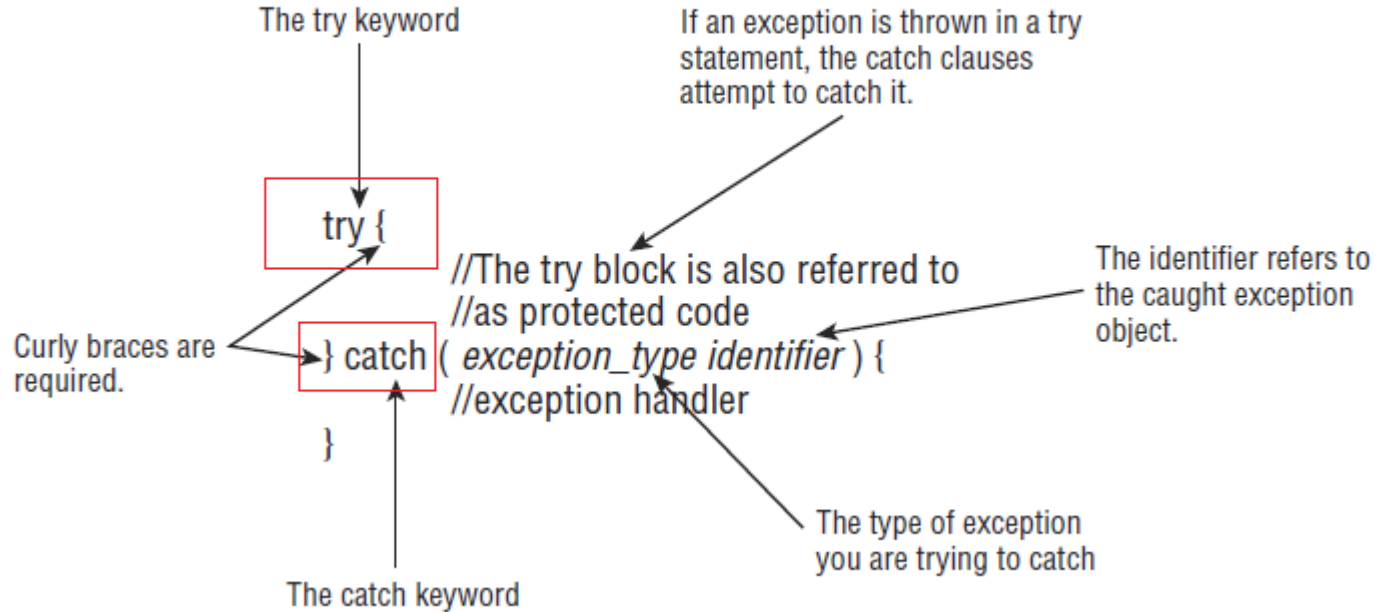 The try keyword
If an exception is thrown in a try
statement, the catch clauses
attempt to catch it.
try {
//The try block is also referred to
//as protected code
The identifier refers to
the caught exception
object.
Curly braces are
required.
} catch ( exception_type identifier ) {
//exception handler
}
The type of exception
you are trying to catch
The catch keyword